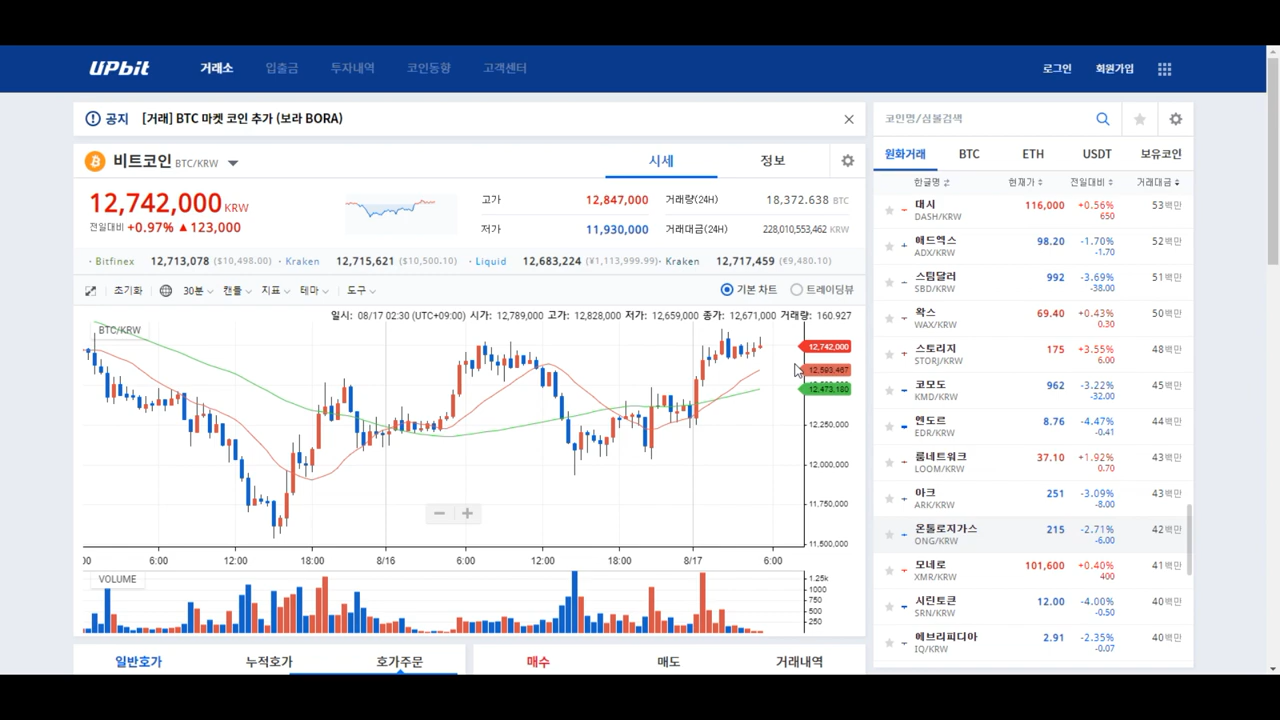 UPbit 거래소 입출금 투자내역 코인동향 고객센터 로그인 회원가입
공지 [거래] BTC 마켓 코인 추가 (보라 BORA)
비트코인 BTC/KRW 시세 정보
12,742,000 KRW
전일대비 +0.97% ▲ 123,000
고가 12,847,000 거래량(24H) 18,372.638 BTC
저가 11,930,000 거래대금(24H) 228,010,553,462 KRW
· Bitfinex 12,713,078 ($10,498.00) · Kraken 12,715,621 ($10,500.10) · Liquid 12,683,224 (¥1,113,999.99) · Kraken 12,717,459 (€9,480.10)
초기화 30분 캔들 지표 테마 도구 기본 차트 트레이딩뷰
일시: 08/17 02:30 (UTC+09:00) 시가: 12,789,000 고가: 12,828,000 저가: 12,659,000 종가: 12,671,000 거래량: 160.927
BTC/KRW
12,742,000
12,593,467
12,473,180
12,250,000
12,000,000
11,750,000
11,500,000
:00 6:00 12:00 18:00 8/16 6:00 12:00 18:00 8/17 6:00
VOLUME
1.25k
1000
750
500
250
일반호가 누적호가 호가주문 매수 매도 거래내역
코인명/심볼검색
원화거래 BTC ETH USDT 보유코인
한글명 현재가 전일대비 거래대금
대시 116,000 +0.56% 53백만
DASH/KRW 650
애드엑스 98.20 -1.70% 52백만
ADX/KRW -1.70
스팀달러 992 -3.69% 51백만
SBD/KRW -38.00
왁스 69.40 +0.43% 50백만
WAX/KRW 0.30
스토리지 175 +3.55% 48백만
STORJ/KRW 6.00
코모도 962 -3.22% 45백만
KMD/KRW -32.00
엔도르 8.76 -4.47% 44백만
EDR/KRW -0.41
룸네트워크 37.10 +1.92% 43백만
LOOM/KRW 0.70
아크 251 -3.09% 43백만
ARK/KRW -8.00
온톨로지가스 215 -2.71% 42백만
ONG/KRW -6.00
모네로 101,600 +0.40% 41백만
XMR/KRW 400
시린토큰 12.00 -4.00% 40백만
SRN/KRW -0.50
에브리피디아 2.91 -2.35% 40백만
IQ/KRW -0.07